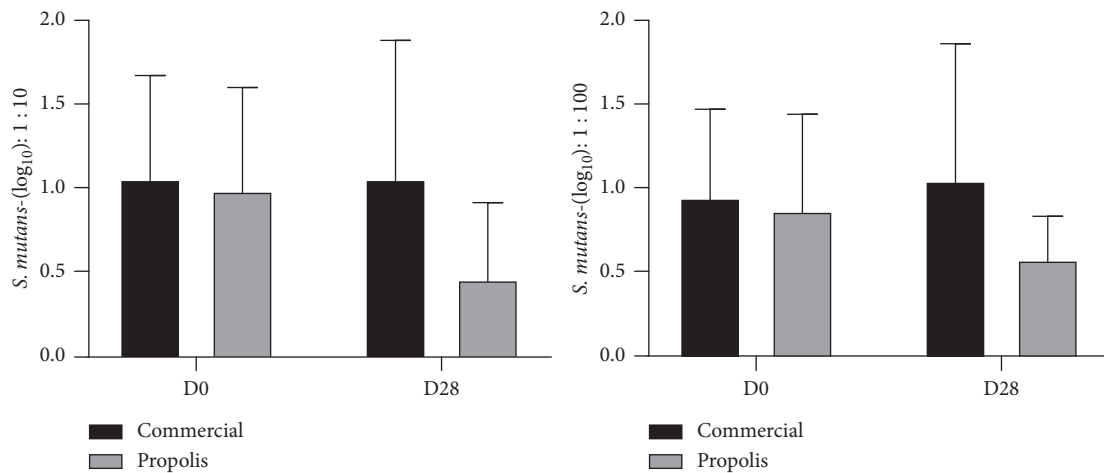 S. mutans-(log₁₀): 1 : 10
2.0
1.5
1.0
0.5
0.0
D0 D28
Commercial
Propolis
S. mutans-(log₁₀): 1 : 100
2.0
1.5
1.0
0.5
0.0
D0 D28
Commercial
Propolis